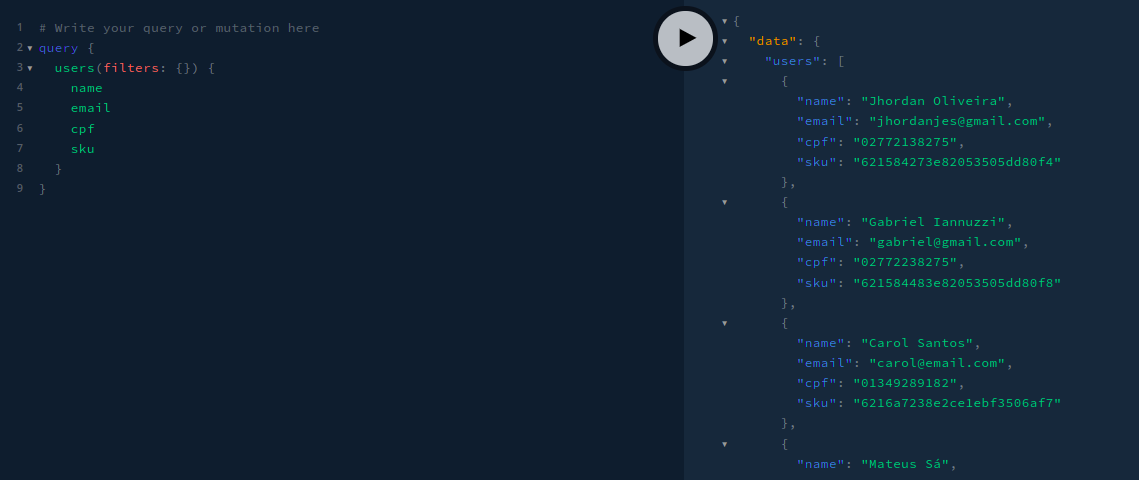 1 # Write your query or mutation here
2 query {
3 users(filters: {}) {
4 name
5 email
6 cpf
7 sku
8 }
9 }
{
"data": {
"users": [
{
"name": "Jhordan Oliveira",
"email": "jhordanjes@gmail.com",
"cpf": "02772138275",
"sku": "621584273e82053505dd80f4"
},
{
"name": "Gabriel Iannuzzi",
"email": "gabriel@gmail.com",
"cpf": "02772238275",
"sku": "621584483e82053505dd80f8"
},
{
"name": "Carol Santos",
"email": "carol@email.com",
"cpf": "01349289182",
"sku": "6216a7238e2ce1ebf3506af7"
},
{
"name": "Mateus Sá",